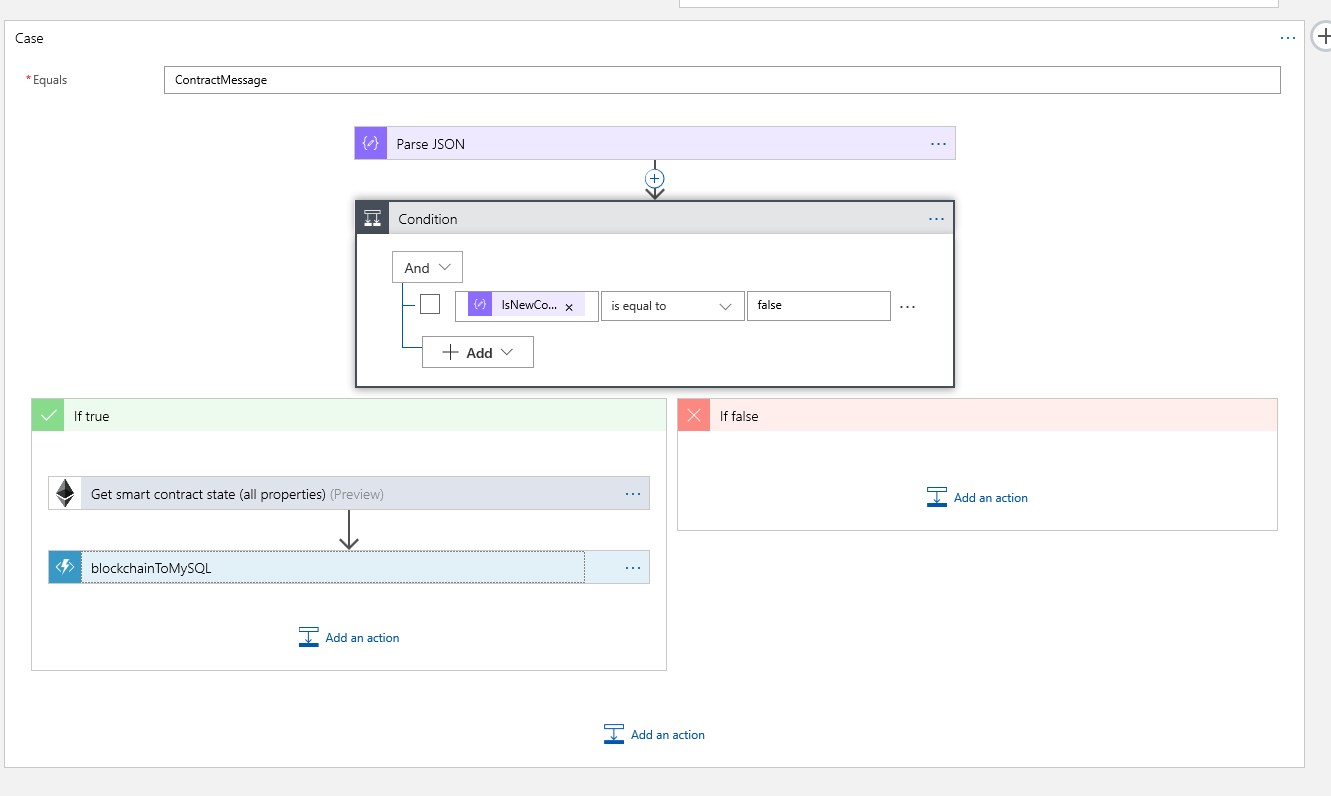 Case ...
*Equals ContractMessage
Parse JSON ...
Condition ...
And
IsNewCo... × is equal to false ...
+ Add
If true
If false
Get smart contract state (all properties) (Preview) ...
Add an action
blockchainToMySQL ...
Add an action
Add an action